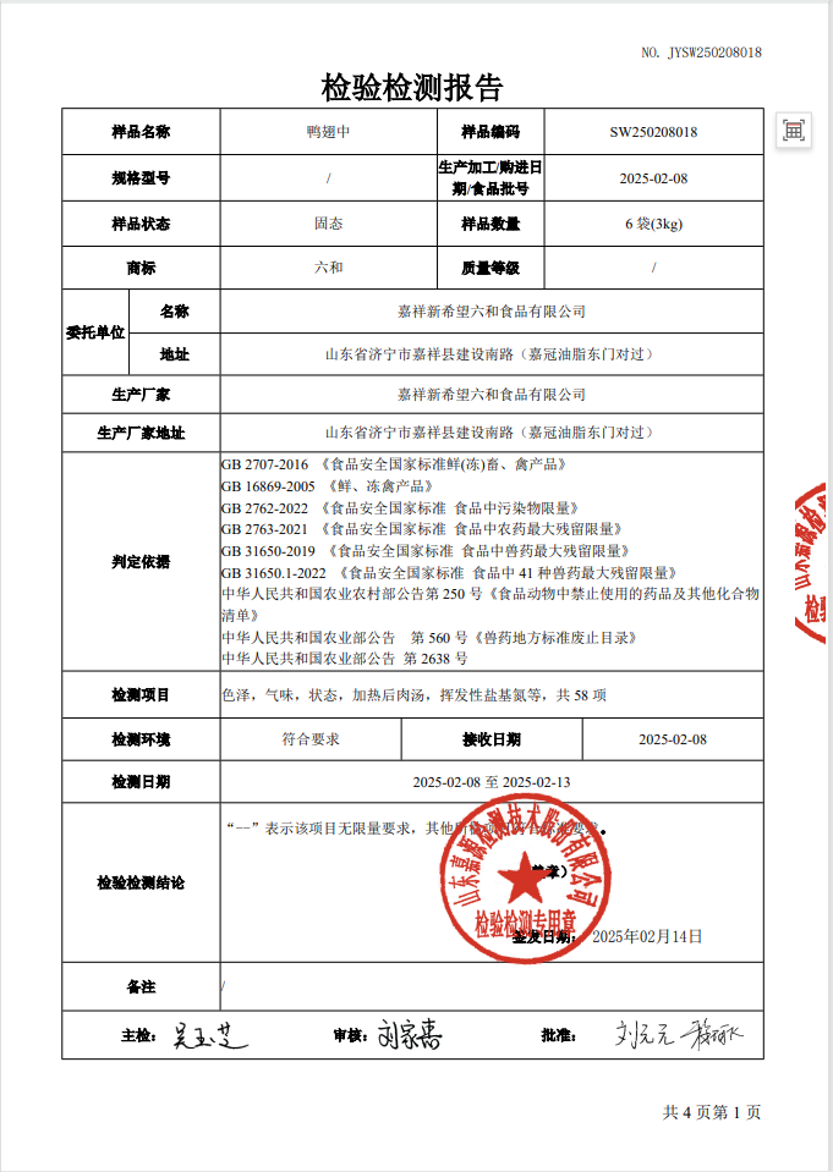 NO. JYSW250208018
检验检测报告
样品名称 鸭翅中 样品编码 SW250208018
规格型号 / 生产加工/购进日期/食品批号 2025-02-08
样品状态 固态 样品数量 6 袋(3kg)
商标 六和 质量等级 /
委托单位 名称 嘉祥新希望六和食品有限公司
地址 山东省济宁市嘉祥县建设南路（嘉冠油脂东门对过）
生产厂家 嘉祥新希望六和食品有限公司
生产厂家地址 山东省济宁市嘉祥县建设南路（嘉冠油脂东门对过）
判定依据
GB 2707-2016 《食品安全国家标准鲜(冻)畜、禽产品》
GB 16869-2005 《鲜、冻禽产品》
GB 2762-2022 《食品安全国家标准 食品中污染物限量》
GB 2763-2021 《食品安全国家标准 食品中农药最大残留限量》
GB 31650-2019 《食品安全国家标准 食品中兽药最大残留限量》
GB 31650.1-2022 《食品安全国家标准 食品中 41 种兽药最大残留限量》
中华人民共和国农业农村部公告第 250 号《食品动物中禁止使用的药品及其他化合物
清单》
中华人民共和国农业部公告 第 560 号《兽药地方标准废止目录》
中华人民共和国农业部公告 第 2638 号
检测项目 色泽，气味，状态，加热后肉汤，挥发性盐基氮等，共 58 项
检测环境 符合要求 接收日期 2025-02-08
检测日期 2025-02-08 至 2025-02-13
检验检测结论
“--”表示该项目无限量要求，其他所检项目符合标准要求。
山东嘉源检测技术股份有限公司
章）
检验检测专用章
签发日期： 2025年02月14日
备注 /
主检： 吴玉芝 审核： 刘家喜 批准： 刘元元
共 4 页第 1 页